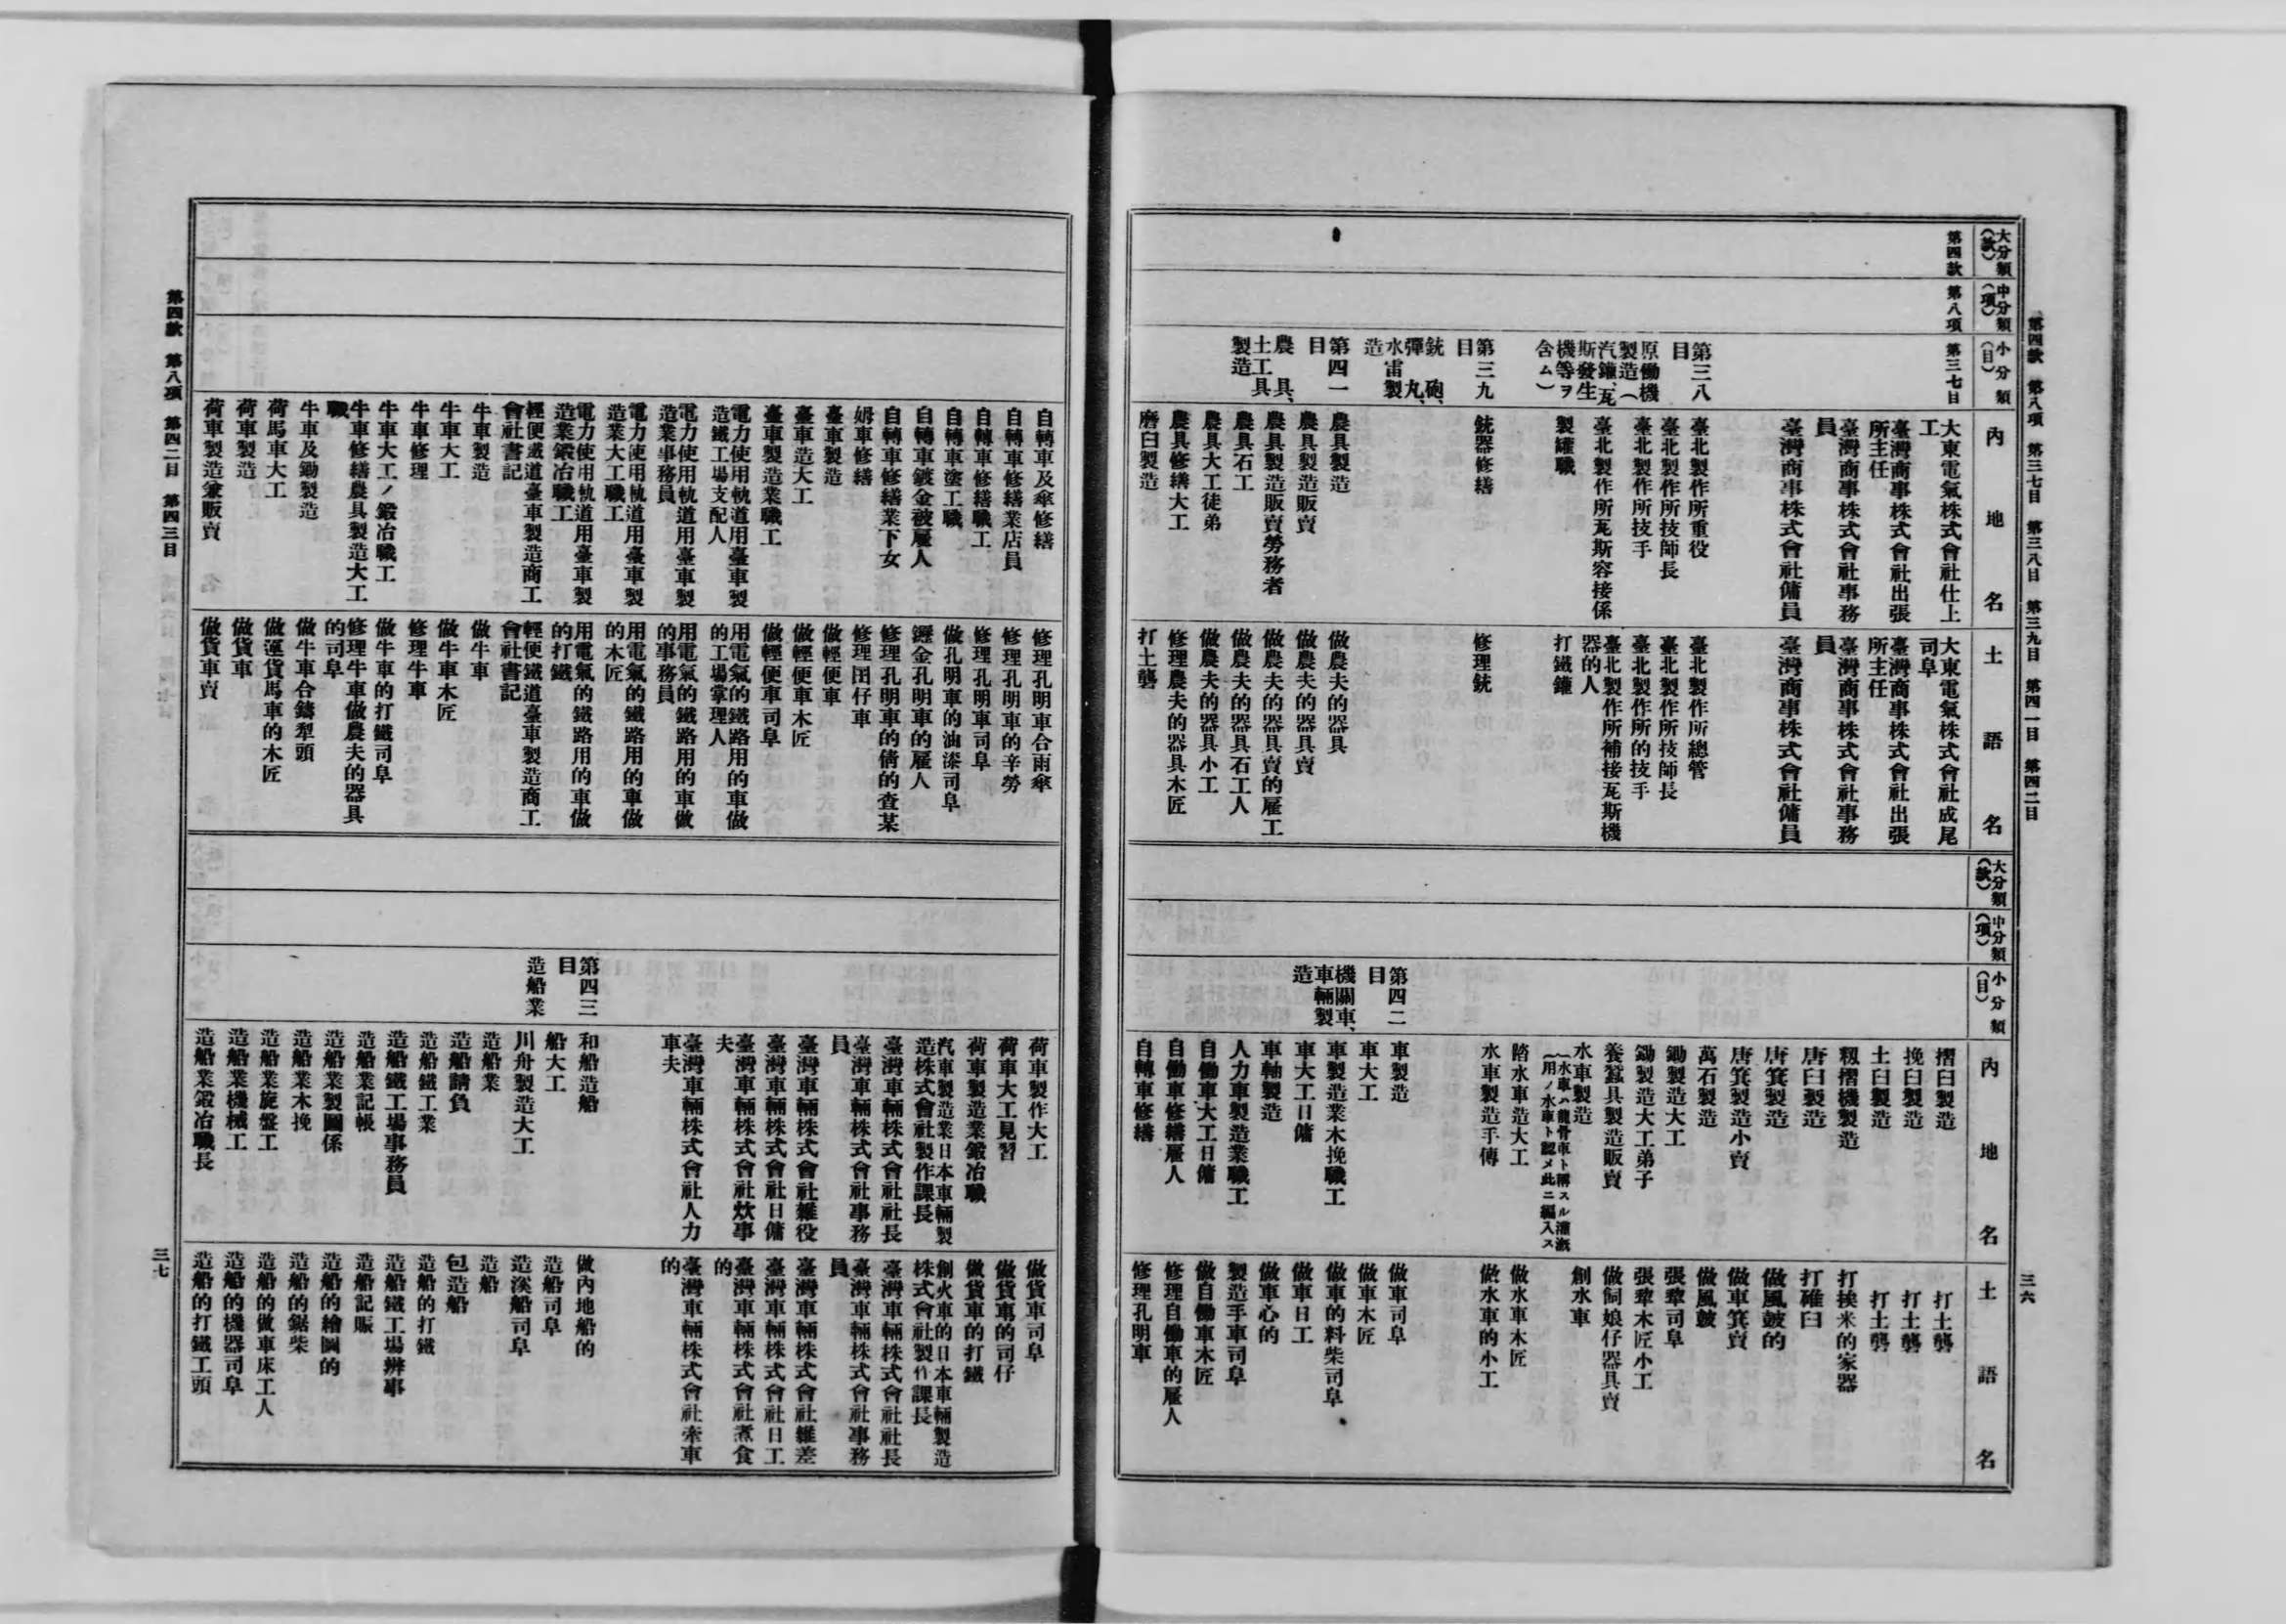 第四款 第八項 第三七目 第三八目 第三九目 第四一目 第四二目
三六
大分類(款)
中分類(項)
小分類(目)
內地名
土語名
第四款
第八項
第三七目
大東電氣株式會社仕上工
臺灣商事株式會社出張所主任
臺灣商事株式會社事務員
臺灣商事株式會社傭員
大東電氣株式會社成尾司阜
臺灣商事株式會社出張所主任
臺灣商事株式會社事務員
臺灣商事株式會社傭員
第三八目
原働機製造(汽鑵、瓦斯發生機等ヲ含ム)
臺北製作所重役
臺北製作所技師長
臺北製作所技手
臺北製作所瓦斯容接係
製罐職
臺北製作所總管
臺北製作所技師長
臺北製作所的技手
臺北製作所補接瓦斯機器的人
打鐵鑵
第三九目
銃砲、彈丸、水雷製造
銃器修繕
修理銃
第四一目
農具、土工具製造
農具製造
農具製造販賣
農具製造販賣勞務者
農具石工
農具大工徒弟
農具修繕大工
磨臼製造
做農夫的器具
做農夫的器具賣
做農夫的器具賣的雇工
做農夫的器具石工人
做農夫的器具小工
修理農夫的器具木匠
打土礱
大分類(款)
中分類(項)
小分類(目)
內地名
土語名
摺臼製造
挽臼製造
土臼製造
籾摺機製造
唐臼製造
唐箕製造
唐箕製造小賣
萬石製造
鋤製造大工
鋤製造大工弟子
養蠶具製造販賣
水車製造
(水車ハ龍骨車ト稱スル灌漑用ノ水車ト認メ此ニ編入ス)
踏水車造大工
水車製造手傳
打土礱
打土礱
打土礱
打挨米的家器
打碓臼
做風鼓的
做車箕賣
做風鼓
張犂司阜
張犂木匠小工
做飼娘仔器具賣
創水車
做水車木匠
做水車的小工
第四二目
機關車、車輛製造
車製造
車大工
車製造業木挽職工
車大工日傭
車軸製造
人力車製造業職工
自働車大工日傭
自働車修繕雇人
自轉車修繕
做車司阜
做車木匠
做車的料柴司阜
做車日工
做車心的
製造手車司阜
做自働車木匠
修理自働車的雇人
修理孔明車
自轉車及傘修繕
自轉車修繕業店員
自轉車修繕職工
自轉車塗工職
自轉車鍍金被雇人
自轉車修繕業下女
姆車修繕
臺車製造
臺車造大工
臺車製造業職工
電力使用軌道用臺車製造鐵工場支配人
電力使用軌道用臺車製造業事務員
電力使用軌道用臺車製造業大工職工
電力使用軌道用臺車製造業鍛冶職工
輕便鐵道臺車製造商工會社書記
牛車製造
牛車大工
牛車修理
牛車大工ノ鍛冶職工
牛車修繕農具製造大工職
牛車及鋤製造
荷馬車大工
荷車製造
荷車製造兼販賣
修理孔明車合雨傘
修理孔明車的辛勞
修理孔明車司阜
做孔明車的油漆司阜
瀝金孔明車的雇人
修理孔明車的倩的查某
修理囝仔車
做輕便車
做輕便車木匠
做輕便車司阜
用電氣的鐵路用的車做的工場掌理人
用電氣的鐵路用的車做的事務員
用電氣的鐵路用的車做的木匠
用電氣的鐵路用的車做的打鐵
輕便鐵道臺車製造商工會社書記
做牛車
做牛車木匠
修理牛車
做牛車的打鐵司阜
修理牛車做農夫的器具的司阜
做牛車合鑄犁頭
做運貨馬車的木匠
做貨車
做貨車賣
荷車製作大工
荷車大工見習
荷車製造業鍛冶職
汽車製造業日本車輛製造株式會社製作課長
臺灣車輛株式會社社長
臺灣車輛株式會社事務員
臺灣車輛株式會社雜役
臺灣車輛株式會社日傭
臺灣車輛株式會社炊事夫
臺灣車輛株式會社人力車夫
做貨車司阜
做貨車的司仔
做貨車的打鐵
創火車的日本車輛製造株式會社製作課長
臺灣車輛株式會社社長
臺灣車輛株式會社事務員
臺灣車輛株式會社雜差
臺灣車輛株式會社日工
臺灣車輛株式會社煮食的
臺灣車輛株式會社牽車的
第四三目
造船業
和船造船
船大工
川舟製造大工
造船業
造船請負
造船鐵工業
造船鐵工場事務員
造船業記帳
造船業製圖係
造船業木挽
造船業旋盤工
造船業機械工
造船業鍛冶職長
做內地船的
造船司阜
造溪船司阜
造船
包造船
造船的打鐵
造船鐵工場辨事
造船記賬
造船的繪圖的
造船的鋸柴
造船的做車床工人
造船的機器司阜
造船的打鐵工頭
第四款 第八項 第四二目 第四三目
三七